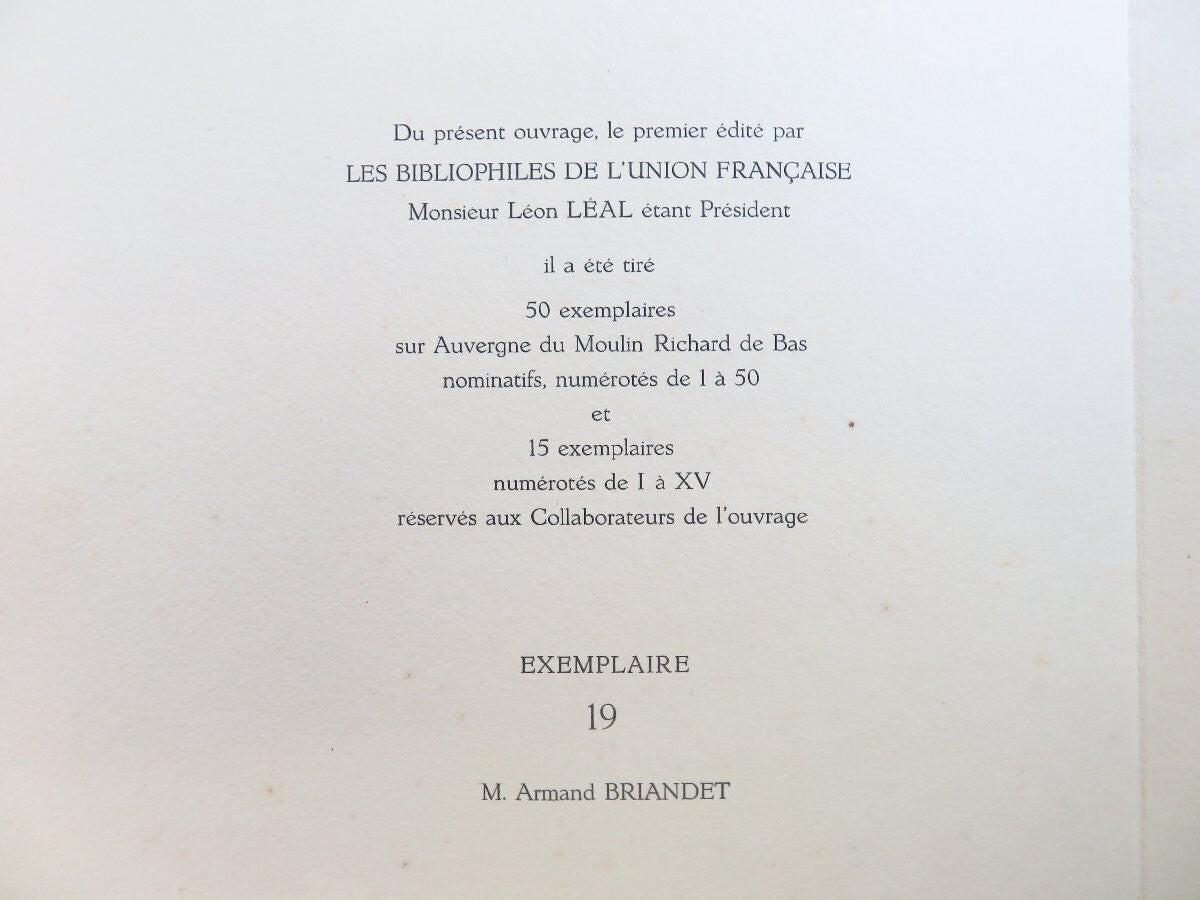 Du présent ouvrage, le premier édité par
LES BIBLIOPHILES DE L'UNION FRANÇAISE
Monsieur Léon LÉAL étant Président
il a été tiré
50 exemplaires
sur Auvergne du Moulin Richard de Bas
nominatifs, numérotés de 1 à 50
et
15 exemplaires
numérotés de I à XV
réservés aux Collaborateurs de l'ouvrage
EXEMPLAIRE
19
M. Armand BRIANDET